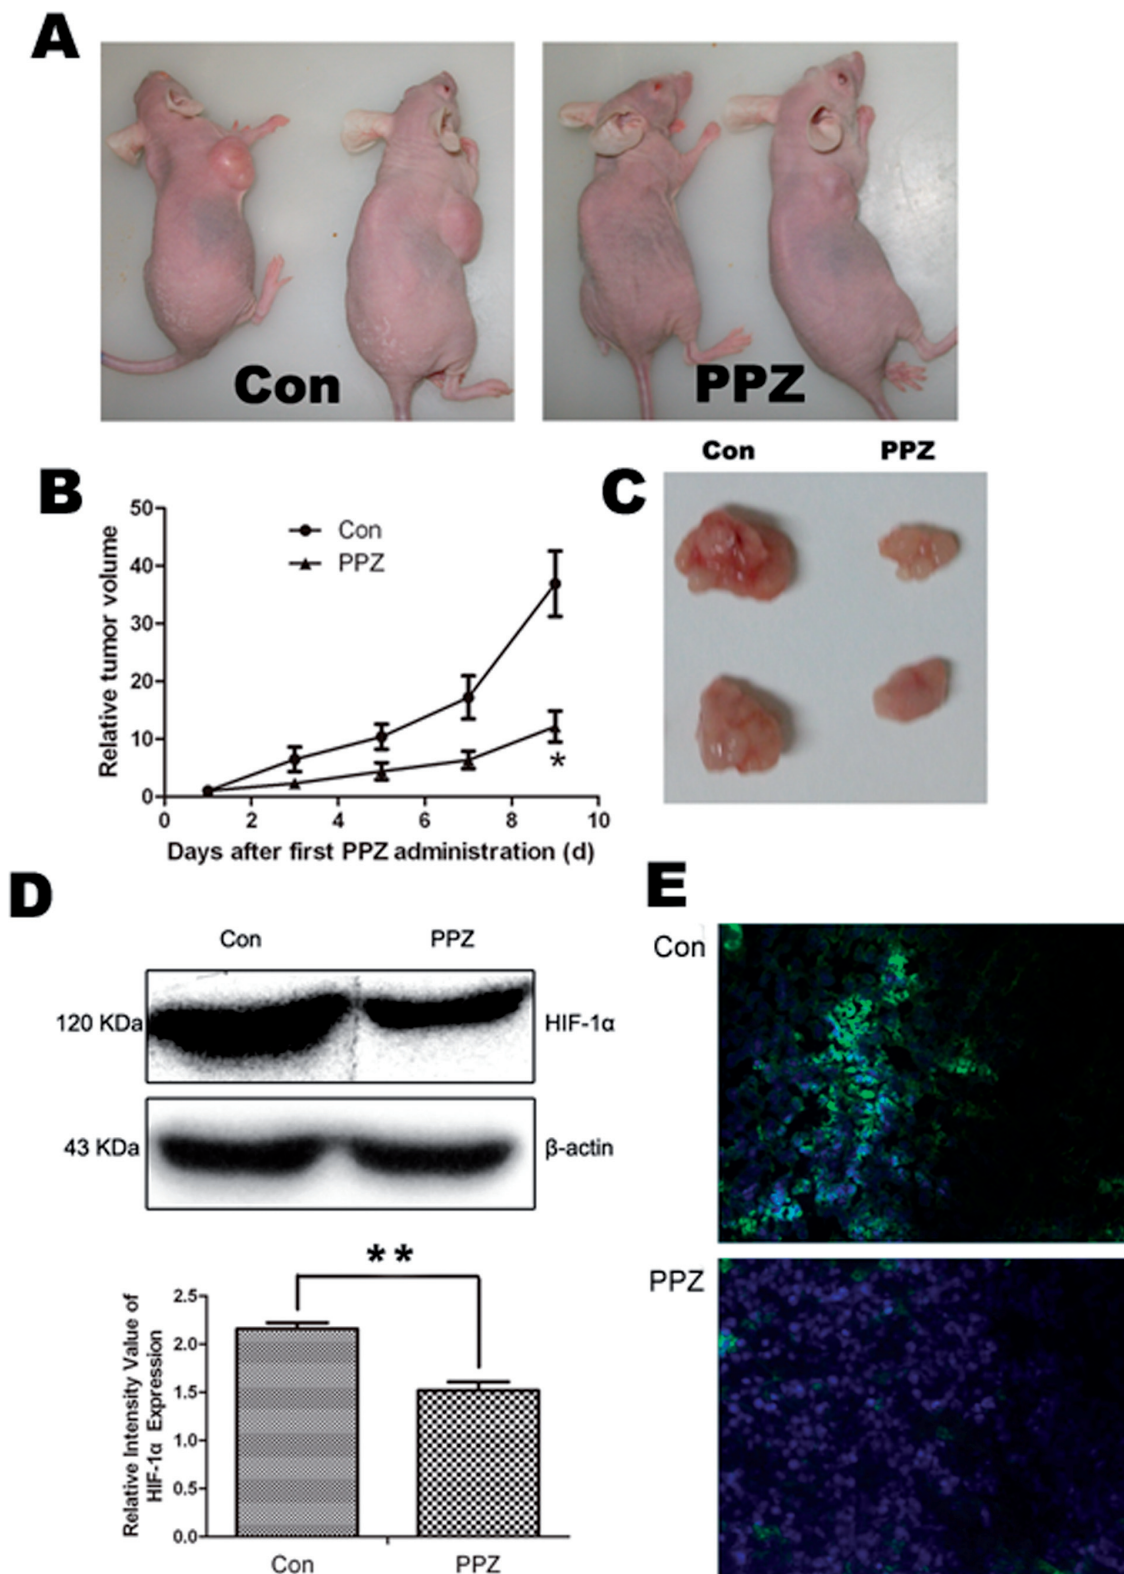 A
Con
PPZ
B
50
40
30
20
10
0
Relative tumor volume
Con
PPZ
*
0 2 4 6 8 10
Days after first PPZ administration (d)
C
Con PPZ
D
Con PPZ
120 KDa HIF-1α
43 KDa β-actin
**
2.5
2.0
1.5
1.0
0.5
0.0
Relative Intensity Value of
HIF-1α Expression
Con PPZ
E
Con
PPZ